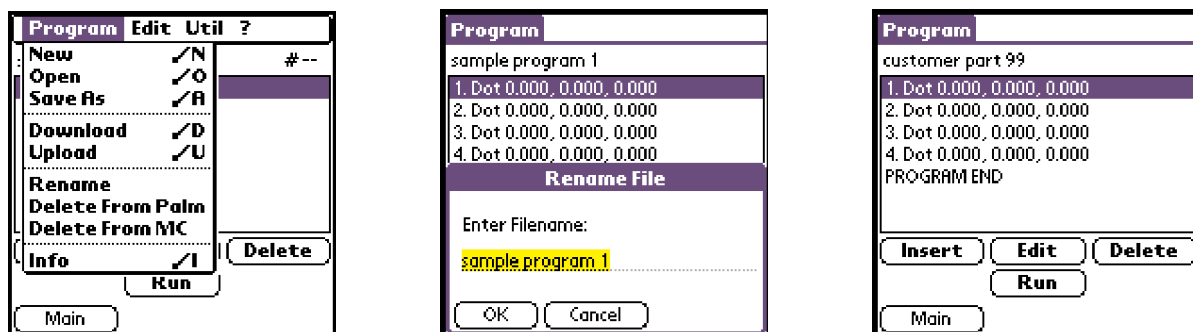 Program Edit Util ?
New ✓N
#--
Open ✓O
Save As ✓A
Download ✓D
Upload ✓U
Rename
Delete From Palm
Delete From MC
Info ✓I
Delete
Run
Main
Program
sample program 1
1. Dot 0.000, 0.000, 0.000
2. Dot 0.000, 0.000, 0.000
3. Dot 0.000, 0.000, 0.000
4. Dot 0.000, 0.000, 0.000
Rename File
Enter Filename:
sample program 1
OK Cancel
Program
customer part 99
1. Dot 0.000, 0.000, 0.000
2. Dot 0.000, 0.000, 0.000
3. Dot 0.000, 0.000, 0.000
4. Dot 0.000, 0.000, 0.000
PROGRAM END
Insert Edit Delete
Run
Main